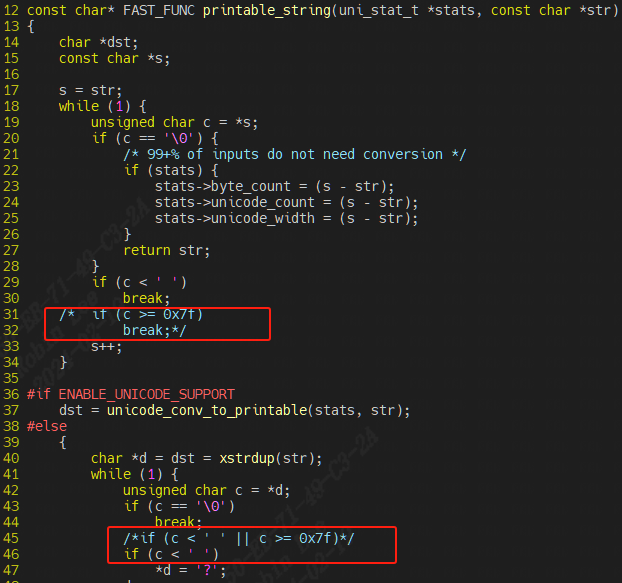 12 const char* FAST_FUNC printable_string(uni_stat_t *stats, const char *str)
13 {
14     char *dst;
15     const char *s;
16
17     s = str;
18     while (1) {
19         unsigned char c = *s;
20         if (c == '\0') {
21             /* 99+% of inputs do not need conversion */
22             if (stats) {
23                 stats->byte_count = (s - str);
24                 stats->unicode_count = (s - str);
25                 stats->unicode_width = (s - str);
26             }
27             return str;
28         }
29         if (c < ' ')
30             break;
31     /*  if (c >= 0x7f)
32             break;*/
33         s++;
34     }
35
36 #if ENABLE_UNICODE_SUPPORT
37     dst = unicode_conv_to_printable(stats, str);
38 #else
39     {
40         char *d = dst = xstrdup(str);
41         while (1) {
42             unsigned char c = *d;
43             if (c == '\0')
44                 break;
45             /*if (c < ' ' || c >= 0x7f)*/
46             if (c < ' ')
47                 *d = '?';